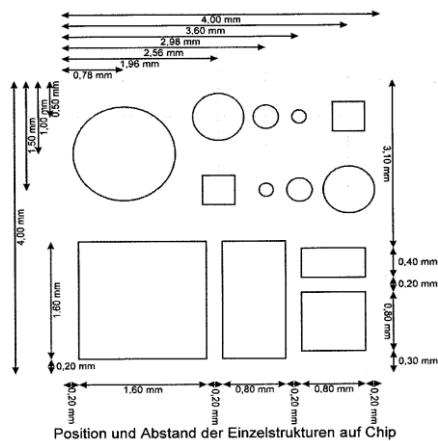 4,00 mm
3,60 mm
2,98 mm
2,56 mm
1,96 mm
0,78 mm
0,50 mm
1,00 mm
1,50 mm
4,00 mm
3,10 mm
0,40 mm
0,20 mm
1,60 mm
0,80 mm
0,20 mm
0,30 mm
1,60 mm
0,80 mm
0,80 mm
0,20 mm
0,20 mm
0,20 mm
0,20 mm
Position und Abstand der Einzelstrukturen auf Chip